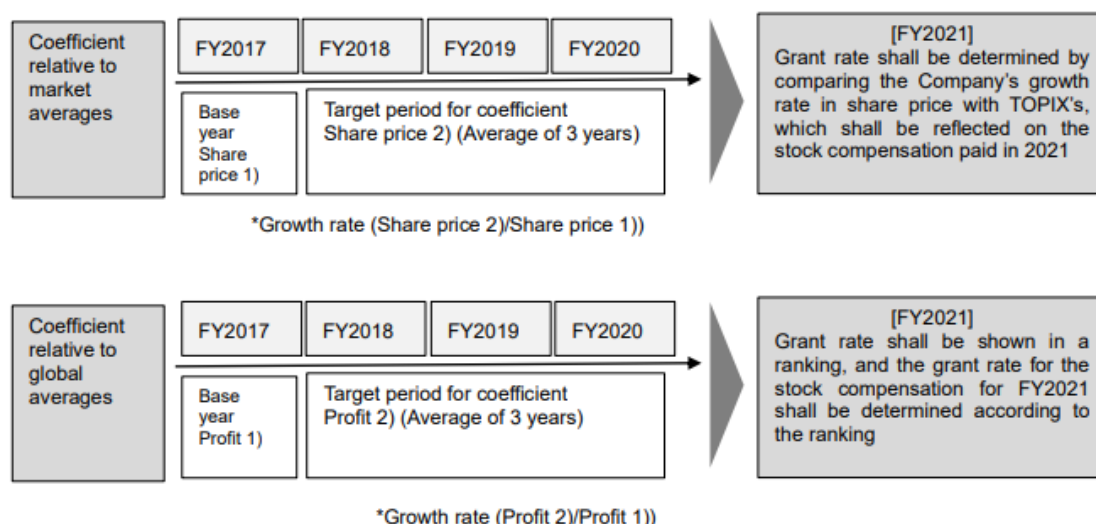 Coefficient
relative to
market
averages
FY2017
FY2018
FY2019
FY2020
Base
year
Share
price 1)
Target period for coefficient
Share price 2) (Average of 3 years)
[FY2021]
Grant rate shall be determined by
comparing the Company's growth
rate in share price with TOPIX's,
which shall be reflected on the
stock compensation paid in 2021
*Growth rate (Share price 2)/Share price 1))
Coefficient
relative to
global
averages
FY2017
FY2018
FY2019
FY2020
Base
year
Profit 1)
Target period for coefficient
Profit 2) (Average of 3 years)
[FY2021]
Grant rate shall be shown in a
ranking, and the grant rate for the
stock compensation for FY2021
shall be determined according to
the ranking
*Growth rate (Profit 2)/Profit 1))